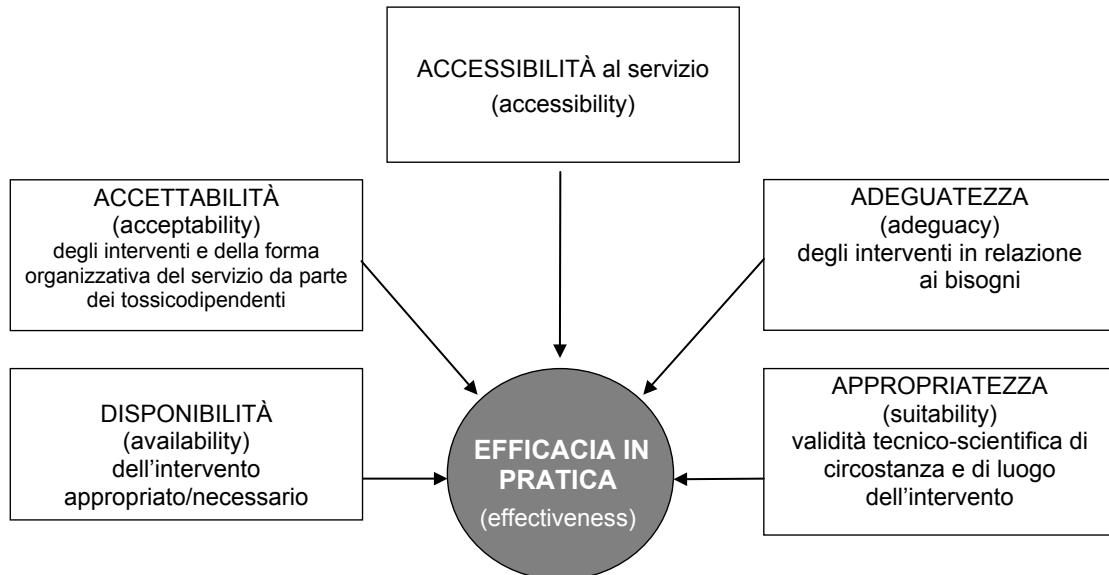 ACCESSIBILITÀ al servizio
(accessibility)
ACCETTABILITÀ
(acceptability)
degli interventi e della forma
organizzativa del servizio da parte
dei tossicodipendenti
ADEGUATEZZA
(adeguacy)
degli interventi in relazione
ai bisogni
DISPONIBILITÀ
(availability)
dell'intervento
appropriato/necessario
EFFICACIA IN
PRATICA
(effectiveness)
APPROPRIATEZZA
(suitability)
validità tecnico-scientifica di
circostanza e di luogo
dell'intervento